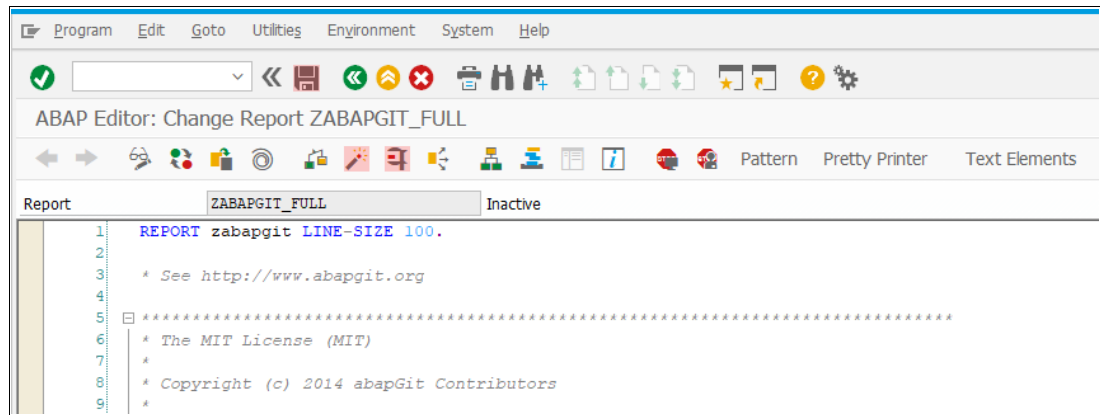 Program Edit Goto Utilities Environment System Help
ABAP Editor: Change Report ZABAPGIT_FULL
Pattern Pretty Printer Text Elements
Report ZABAPGIT_FULL Inactive
1 REPORT zabapgit LINE-SIZE 100.
2
3 * See http://www.abapgit.org
4
5 ********************************************************************************
6 * The MIT License (MIT)
7 *
8 * Copyright (c) 2014 abapGit Contributors
9 *